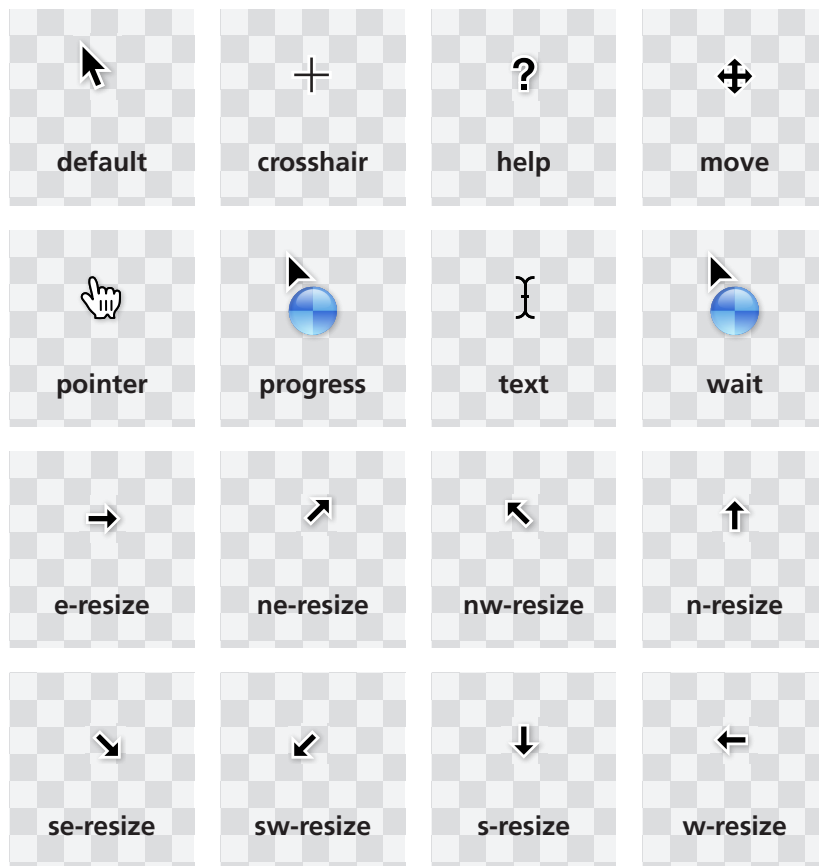 default
crosshair
help
move
pointer
progress
text
wait
e-resize
ne-resize
nw-resize
n-resize
se-resize
sw-resize
s-resize
w-resize